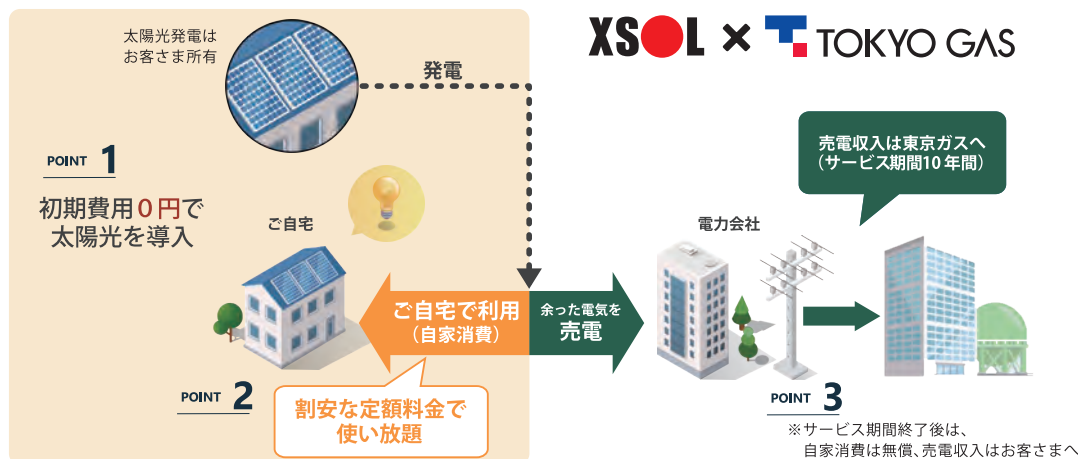 太陽光発電は
お客さま所有
発電
XSOL × TOKYO GAS
POINT 1
初期費用0円で
太陽光を導入
ご自宅
売電収入は東京ガスへ
（サービス期間10年間）
電力会社
ご自宅で利用
（自家消費）
余った電気を
売電
POINT 2
割安な定額料金で
使い放題
POINT 3
※サービス期間終了後は、
自家消費は無償、売電収入はお客さまへ